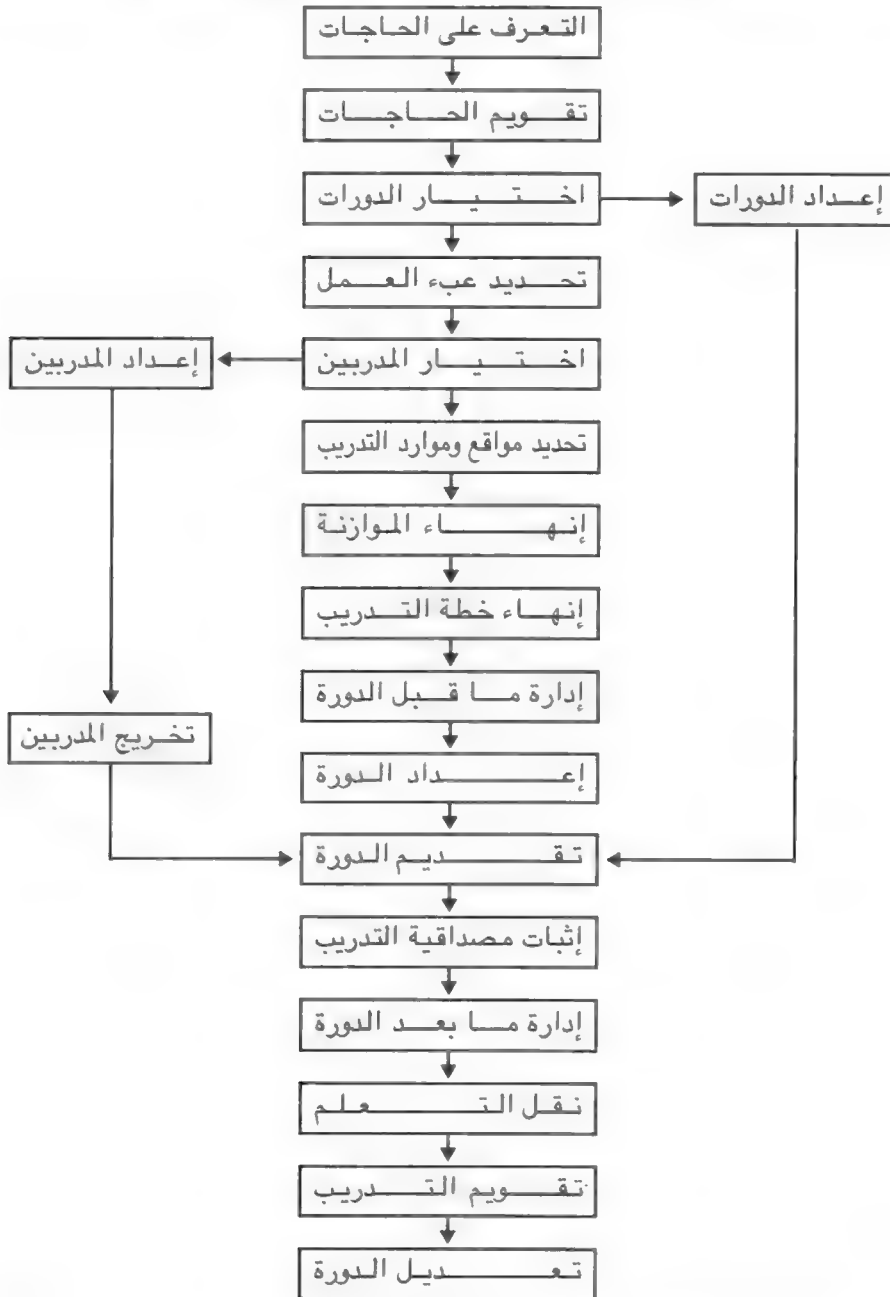 التعرف على الحاجات
تقويم الحاجات
اختيار الدورات
إعداد الدورات
تحديد عبء العمل
اختيار المدربين
إعداد المدربين
تحديد مواقع وموارد التدريب
إنهاء الموازنة
إنهاء خطة التدريب
إدارة ما قبل الدورة
تخريج المدربين
إعداد الدورة
تقديم الدورة
إثبات مصداقية التدريب
إدارة ما بعد الدورة
نقل التعلم
تقويم التدريب
تعديل الدورة